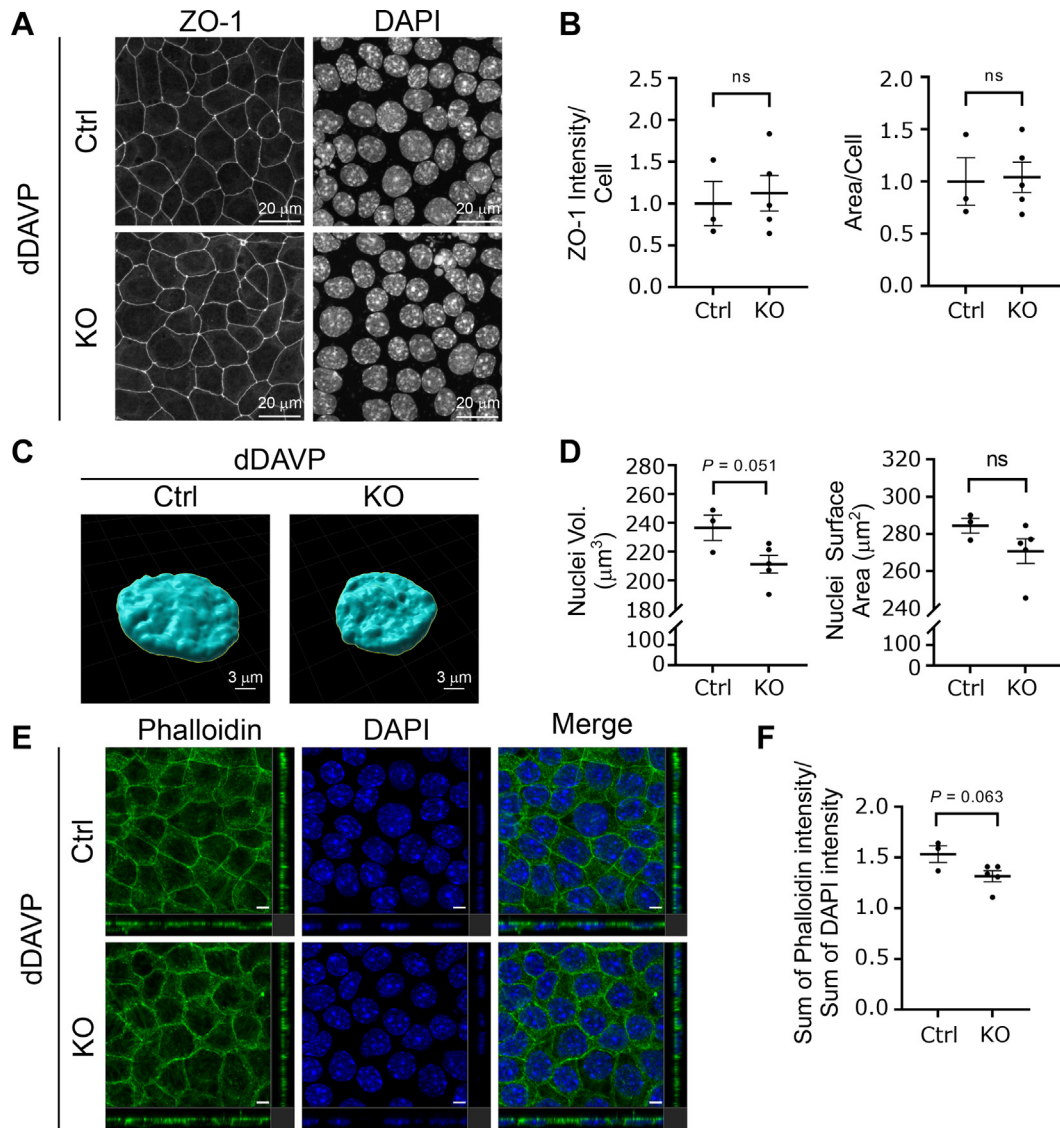 A
ZO-1
DAPI
dDAVP
Ctrl
20 μm
20 μm
KO
20 μm
20 μm
B
ZO-1 Intensity/
Cell
2.5
2.0
1.5
1.0
0.5
0.0
ns
Ctrl
KO
Area/Cell
2.0
1.5
1.0
0.5
0.0
ns
Ctrl
KO
C
dDAVP
Ctrl
KO
3 μm
3 μm
D
Nuclei Vol.
(μm³)
280
260
240
220
200
180
100
0
P = 0.051
Ctrl
KO
Nuclei Surface
Area (μm²)
320
300
280
260
240
100
0
ns
Ctrl
KO
E
Phalloidin
DAPI
Merge
dDAVP
Ctrl
KO
F
Sum of Phalloidin intensity/
Sum of DAPI intensity
2.0
1.5
1.0
0.5
0.0
P = 0.063
Ctrl
KO